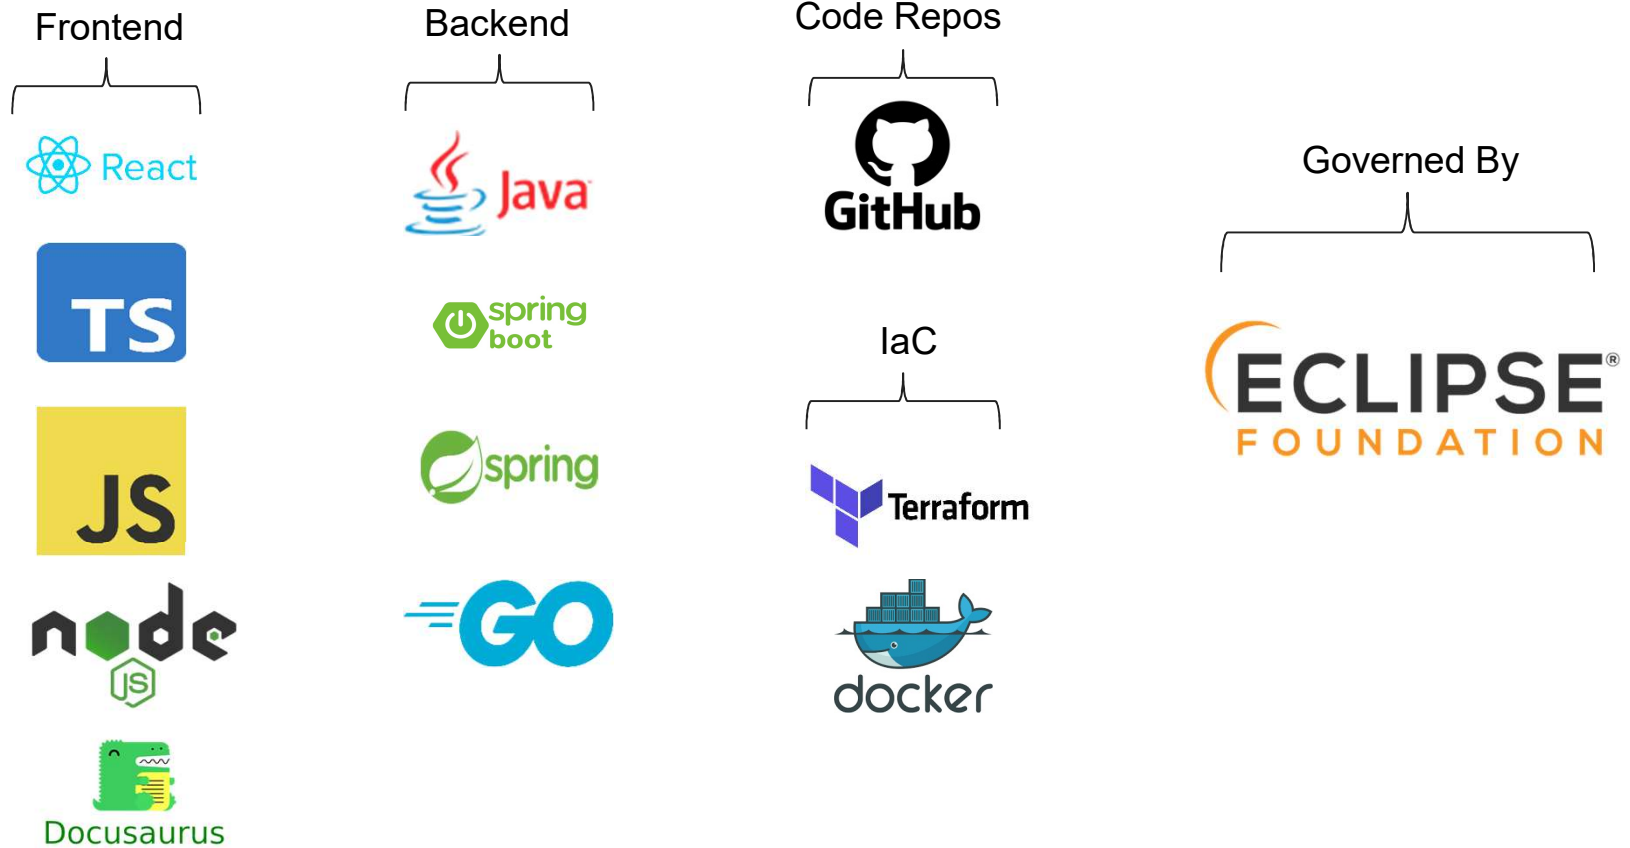 Frontend
React
TS
JS
node
JS
Docusaurus
Backend
Java
spring
boot
spring
GO
Code Repos
GitHub
IaC
Terraform
docker
Governed By
ECLIPSE®
FOUNDATION